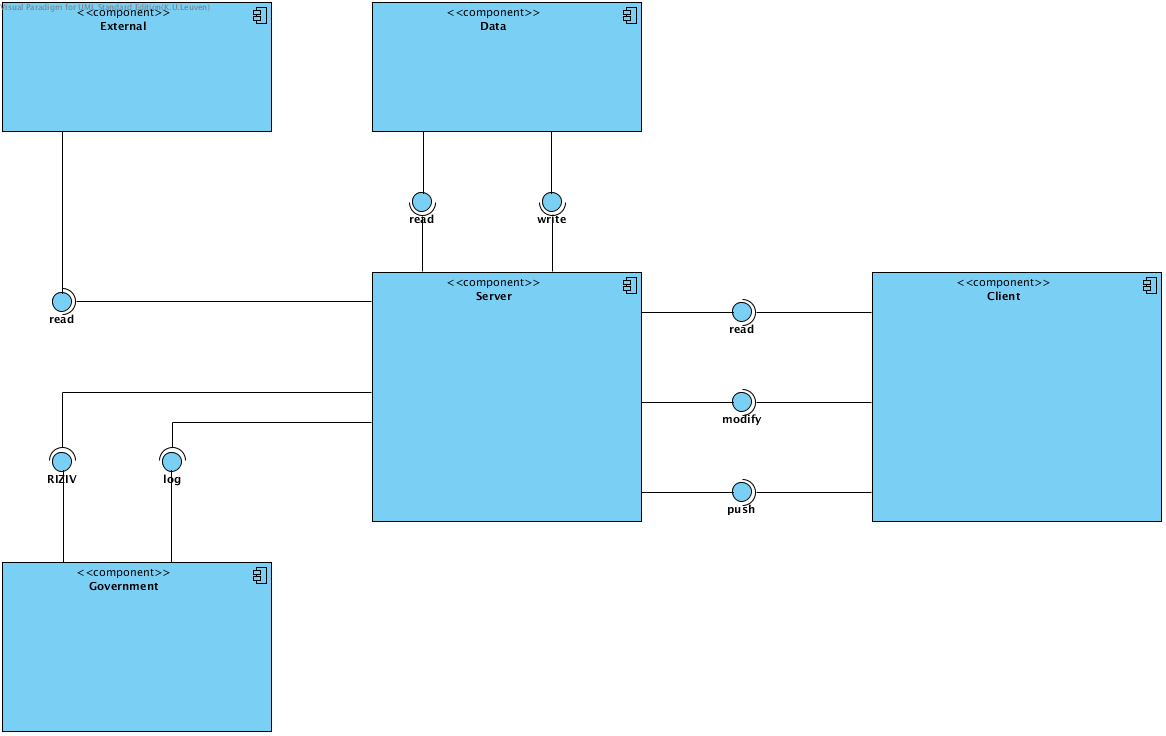 Visual Paradigm for UML Standard Edition(K.U.Leuven)
<<component>>
External
<<component>>
Data
read
write
<<component>>
Server
<<component>>
Client
read
read
modify
RIZIV
log
push
<<component>>
Government